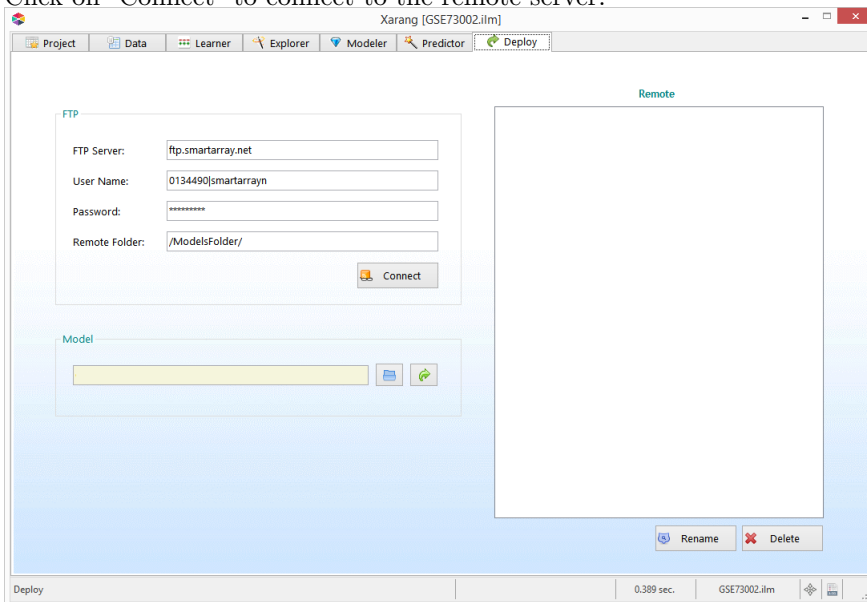 Click on "Connect" to connect to the remote server.
Xarang [GSE73002.ilm]
Project
Data
Learner
Explorer
Modeler
Predictor
Deploy
FTP
FTP Server: ftp.smartarray.net
User Name: 0134490|smartarrayn
Password: *********
Remote Folder: /ModelsFolder/
Connect
Model
Remote
Rename
Delete
Deploy
0.389 sec.
GSE73002.ilm